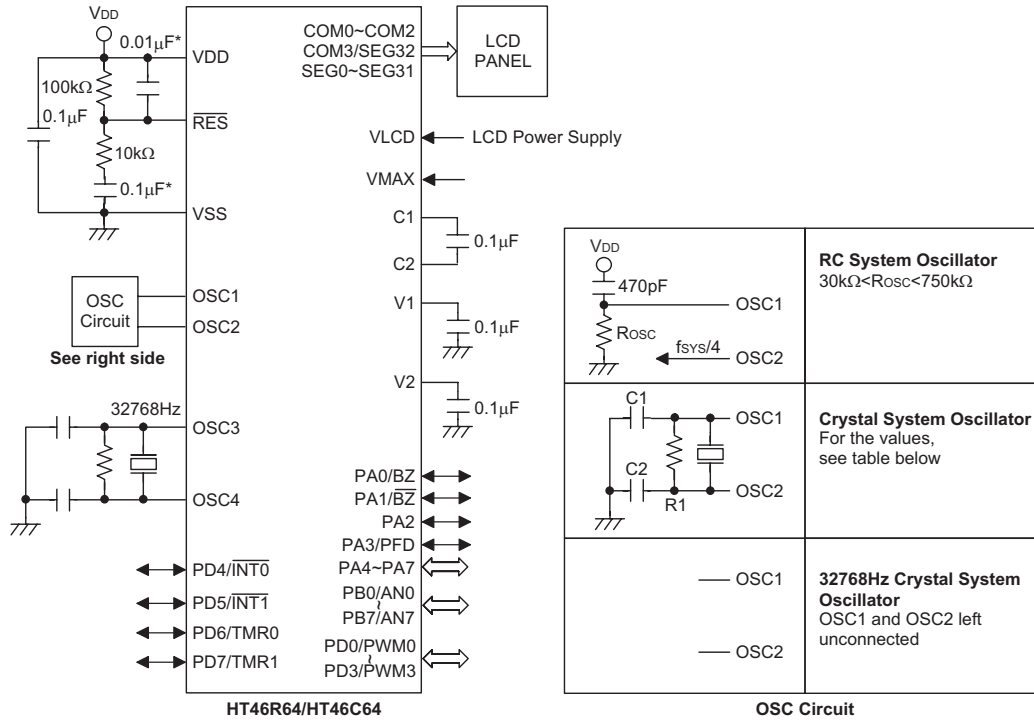 VDD
0.01μF*
VDD
100kΩ
0.1μF
RES
10kΩ
0.1μF*
VSS
OSC
Circuit
See right side
OSC1
OSC2
32768Hz
OSC3
OSC4
PD4/INT0
PD5/INT1
PD6/TMR0
PD7/TMR1
COM0~COM2
COM3/SEG32
SEG0~SEG31
LCD
PANEL
VLCD
LCD Power Supply
VMAX
C1
0.1μF
C2
V1
0.1μF
V2
0.1μF
PA0/BZ
PA1/BZ
PA2
PA3/PFD
PA4~PA7
PB0/AN0
~
PB7/AN7
PD0/PWM0
~
PD3/PWM3
HT46R64/HT46C64
VDD
470pF
OSC1
ROSC
fSYS/4
OSC2
RC System Oscillator
30kΩ<ROSC<750kΩ
C1
OSC1
C2
OSC2
R1
Crystal System Oscillator
For the values,
see table below
OSC1
OSC2
32768Hz Crystal System
Oscillator
OSC1 and OSC2 left
unconnected
OSC Circuit